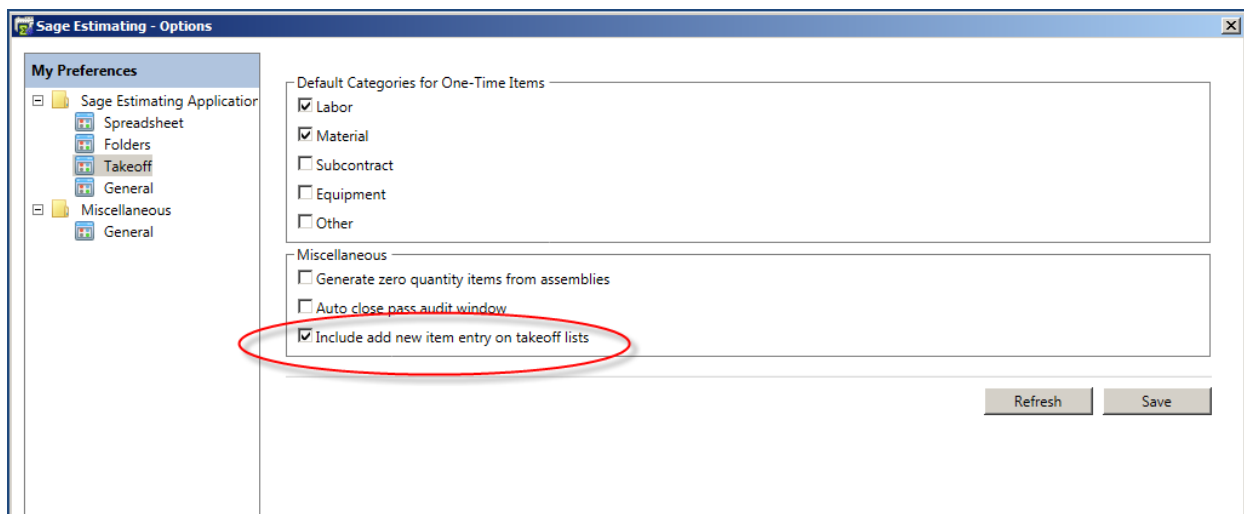 Sage Estimating - Options
My Preferences
Sage Estimating Application
Spreadsheet
Folders
Takeoff
General
Miscellaneous
General
Default Categories for One-Time Items
Labor
Material
Subcontract
Equipment
Other
Miscellaneous
Generate zero quantity items from assemblies
Auto close pass audit window
Include add new item entry on takeoff lists
Refresh
Save